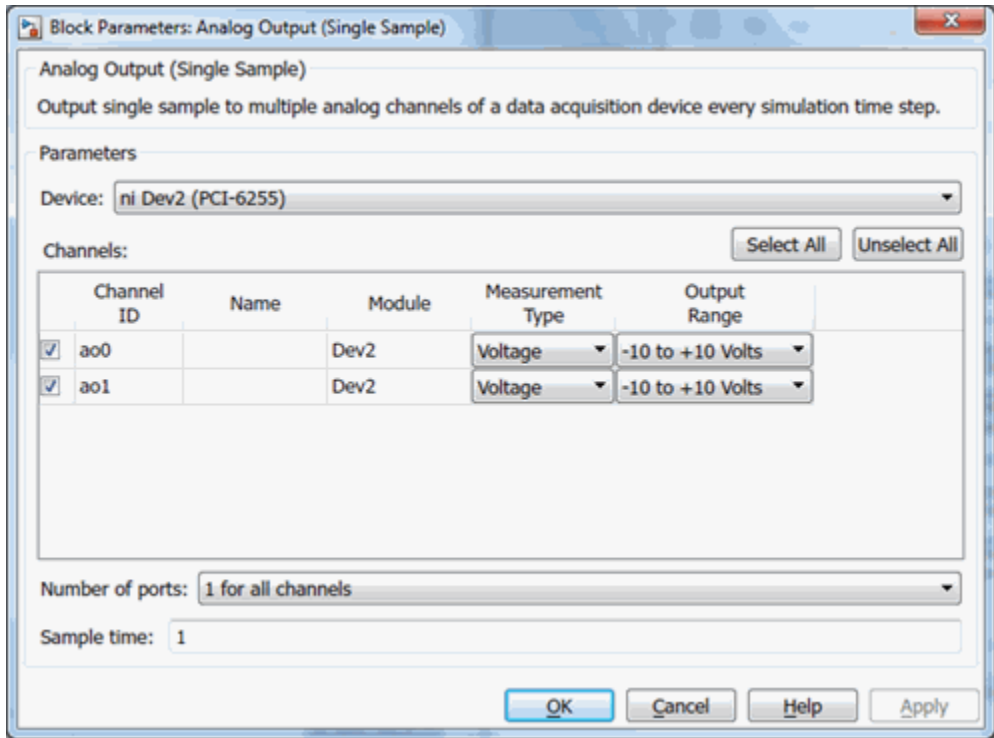 Block Parameters: Analog Output (Single Sample)
Analog Output (Single Sample)
Output single sample to multiple analog channels of a data acquisition device every simulation time step.
Parameters
Device: ni Dev2 (PCI-6255)
Channels: Select All Unselect All
Channel ID Name Module Measurement Type Output Range
ao0 Dev2 Voltage -10 to +10 Volts
ao1 Dev2 Voltage -10 to +10 Volts
Number of ports: 1 for all channels
Sample time: 1
OK Cancel Help Apply